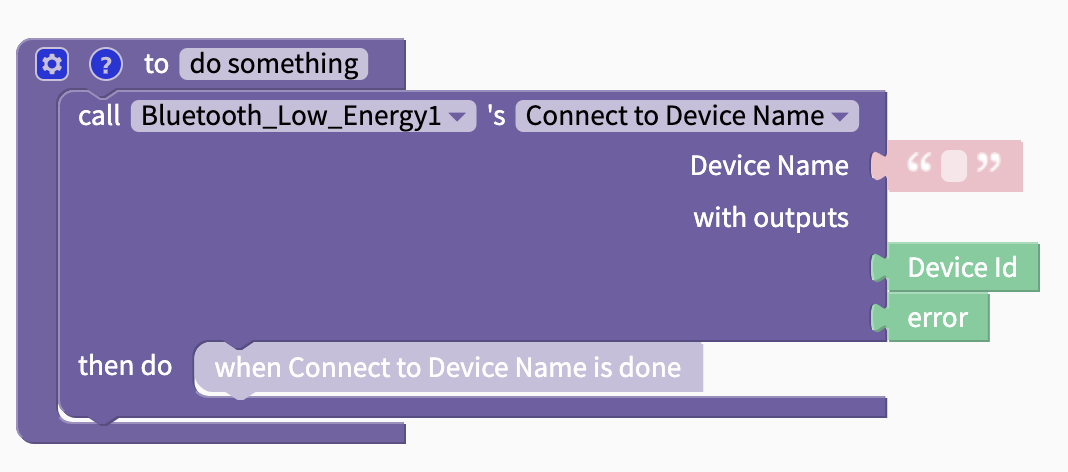 ? to do something
call Bluetooth_Low_Energy1 's Connect to Device Name
Device Name “ ”
with outputs
Device Id
error
then do when Connect to Device Name is done